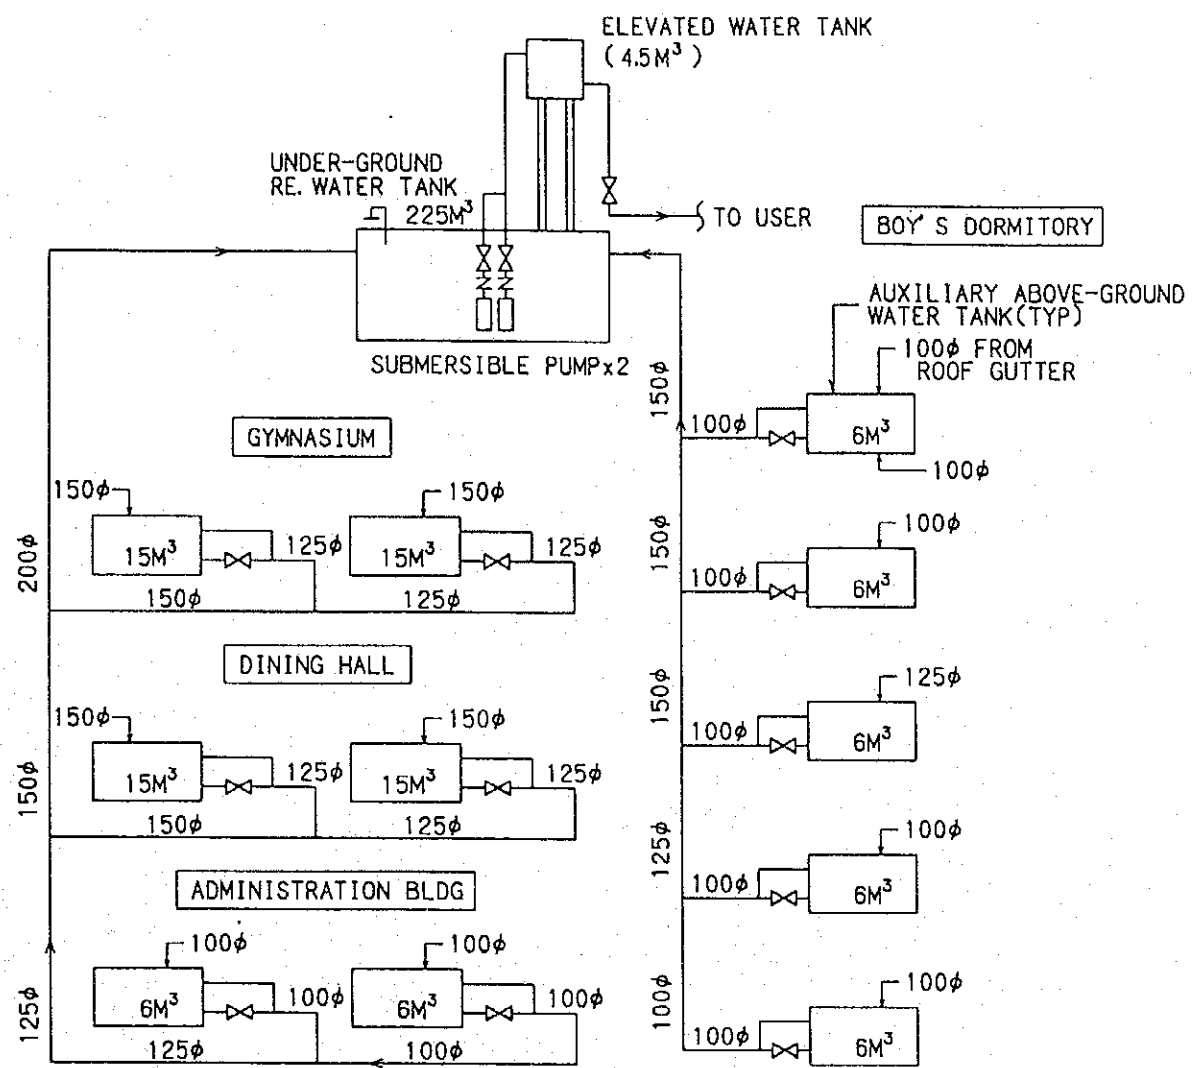 ELEVATED WATER TANK
(4.5M³)
UNDER-GROUND
RE. WATER TANK
225M³
TO USER
SUBMERSIBLE PUMPx2
BOY'S DORMITORY
AUXILIARY ABOVE-GROUND
WATER TANK(TYP)
100ϕ FROM
ROOF GUTTER
150ϕ
100ϕ
6M³
100ϕ
GYMNASIUM
150ϕ
150ϕ
15M³
125ϕ
15M³
125ϕ
200ϕ
150ϕ
125ϕ
150ϕ
100ϕ
100ϕ
6M³
DINING HALL
150ϕ
150ϕ
15M³
125ϕ
15M³
125ϕ
150ϕ
150ϕ
125ϕ
150ϕ
125ϕ
100ϕ
6M³
125ϕ
100ϕ
100ϕ
6M³
ADMINISTRATION BLDG
100ϕ
100ϕ
6M³
100ϕ
6M³
100ϕ
125ϕ
125ϕ
100ϕ
100ϕ
100ϕ
100ϕ
6M³